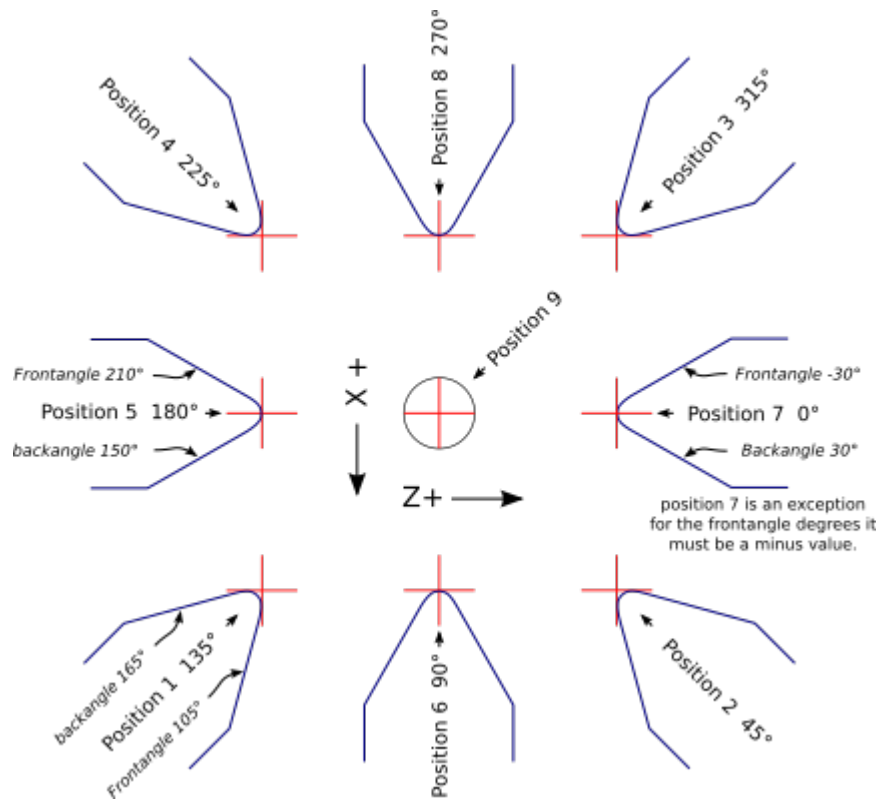 Position 4 225°
Position 8 270°
Position 3 315°
Position 9
X +
Z+
Frontangle 210°
Position 5 180°
backangle 150°
Frontangle -30°
Position 7 0°
Backangle 30°
position 7 is an exception
for the frontangle degrees it
must be a minus value.
backangle 165°
Position 1 135°
Frontangle 105°
Position 6 90°
Position 2 45°